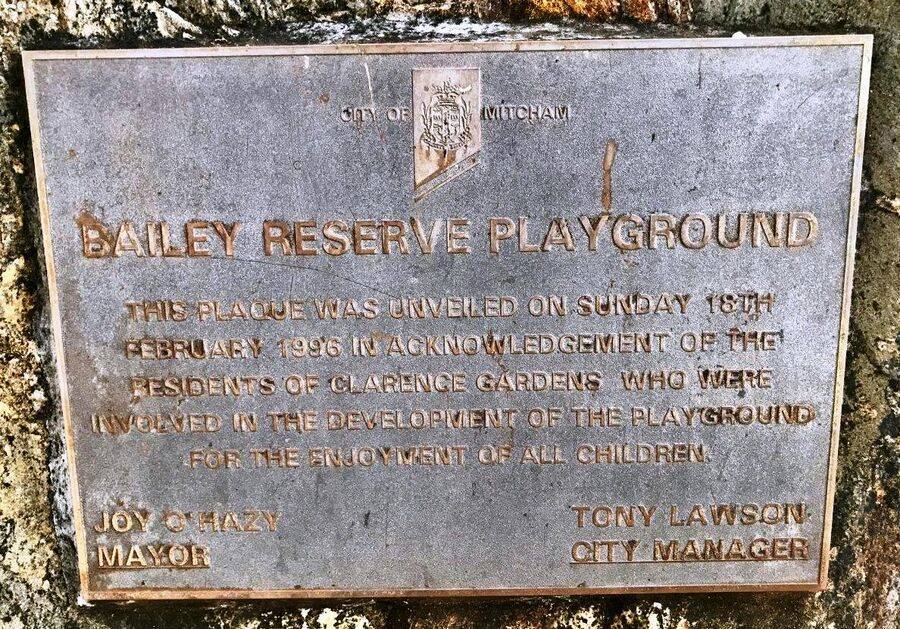 CITY OF MITCHAM
BAILEY RESERVE PLAYGROUND
THIS PLAQUE WAS UNVEILED ON SUNDAY 18TH
FEBRUARY 1996 IN ACKNOWLEDGEMENT OF THE
RESIDENTS OF CLARENCE GARDENS WHO WERE
INVOLVED IN THE DEVELOPMENT OF THE PLAYGROUND
FOR THE ENJOYMENT OF ALL CHILDREN.
JOY O'HAZY
MAYOR
TONY LAWSON
CITY MANAGER